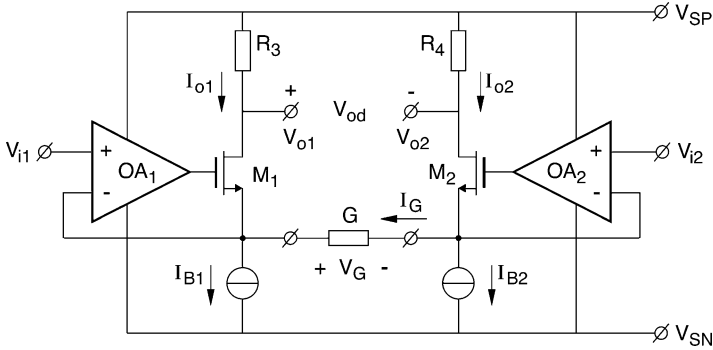 V_SP
R_3
R_4
I_o1
+
V_od
-
I_o2
V_o1
V_o2
V_i1
+
OA_1
-
M_1
M_2
+
OA_2
-
V_i2
G
I_G
I_B1
+ V_G -
I_B2
V_SN